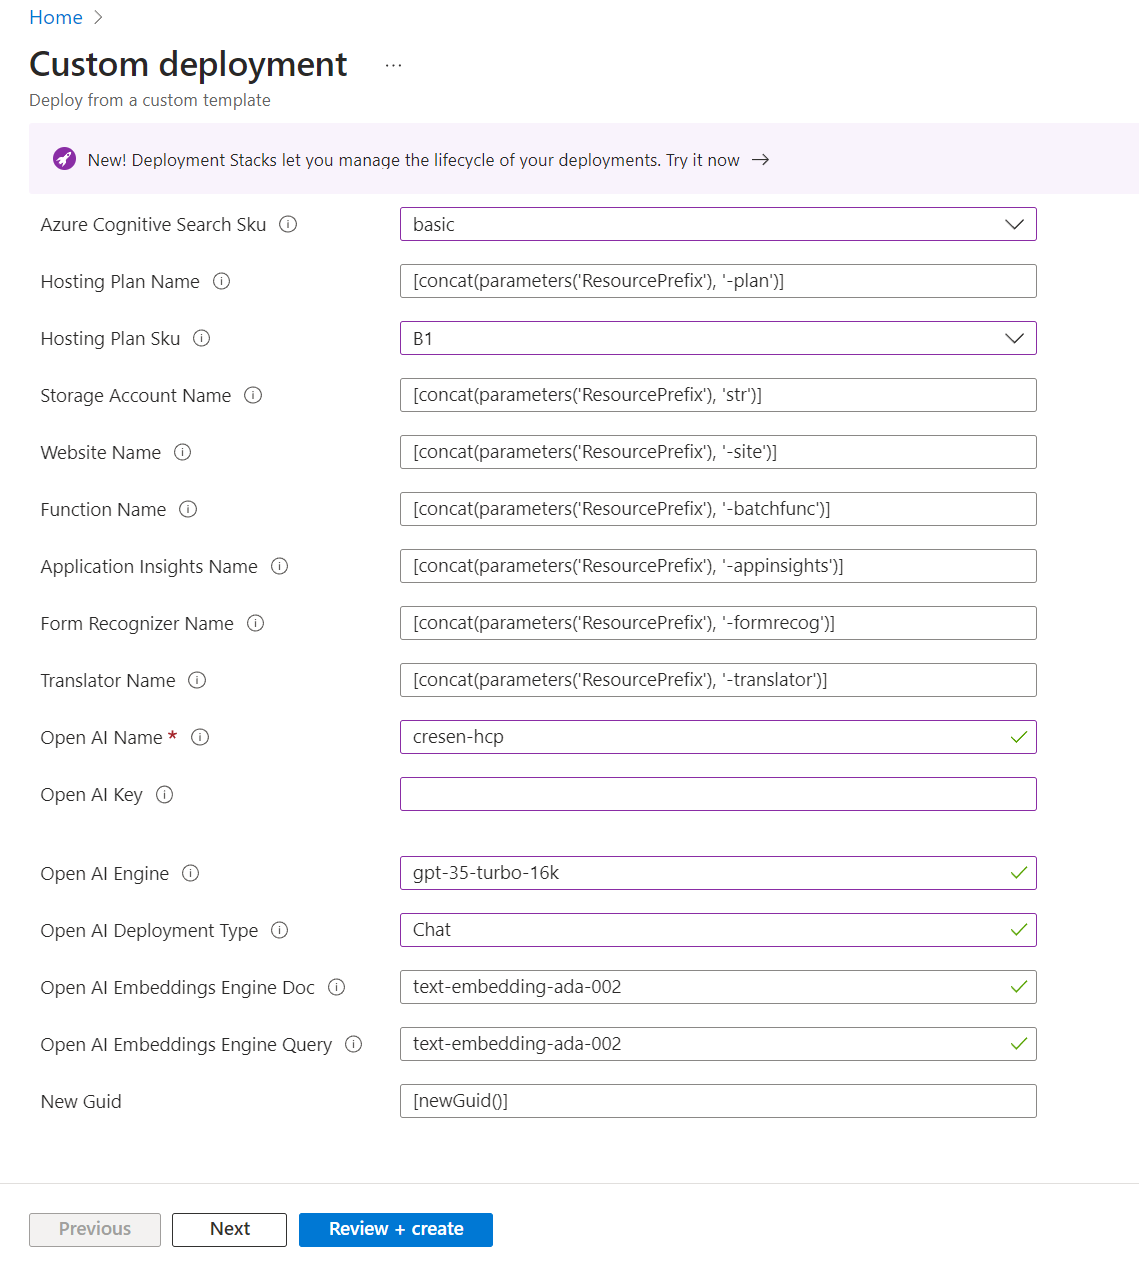 Home
Custom deployment ...
Deploy from a custom template
New! Deployment Stacks let you manage the lifecycle of your deployments. Try it now →
Azure Cognitive Search Sku basic
Hosting Plan Name [concat(parameters('ResourcePrefix'), '-plan')]
Hosting Plan Sku B1
Storage Account Name [concat(parameters('ResourcePrefix'), 'str')]
Website Name [concat(parameters('ResourcePrefix'), '-site')]
Function Name [concat(parameters('ResourcePrefix'), '-batchfunc')]
Application Insights Name [concat(parameters('ResourcePrefix'), '-appinsights')]
Form Recognizer Name [concat(parameters('ResourcePrefix'), '-formrecog')]
Translator Name [concat(parameters('ResourcePrefix'), '-translator')]
Open AI Name * cresen-hcp
Open AI Key
Open AI Engine gpt-35-turbo-16k
Open AI Deployment Type Chat
Open AI Embeddings Engine Doc text-embedding-ada-002
Open AI Embeddings Engine Query text-embedding-ada-002
New Guid [newGuid()]
Previous Next Review + create